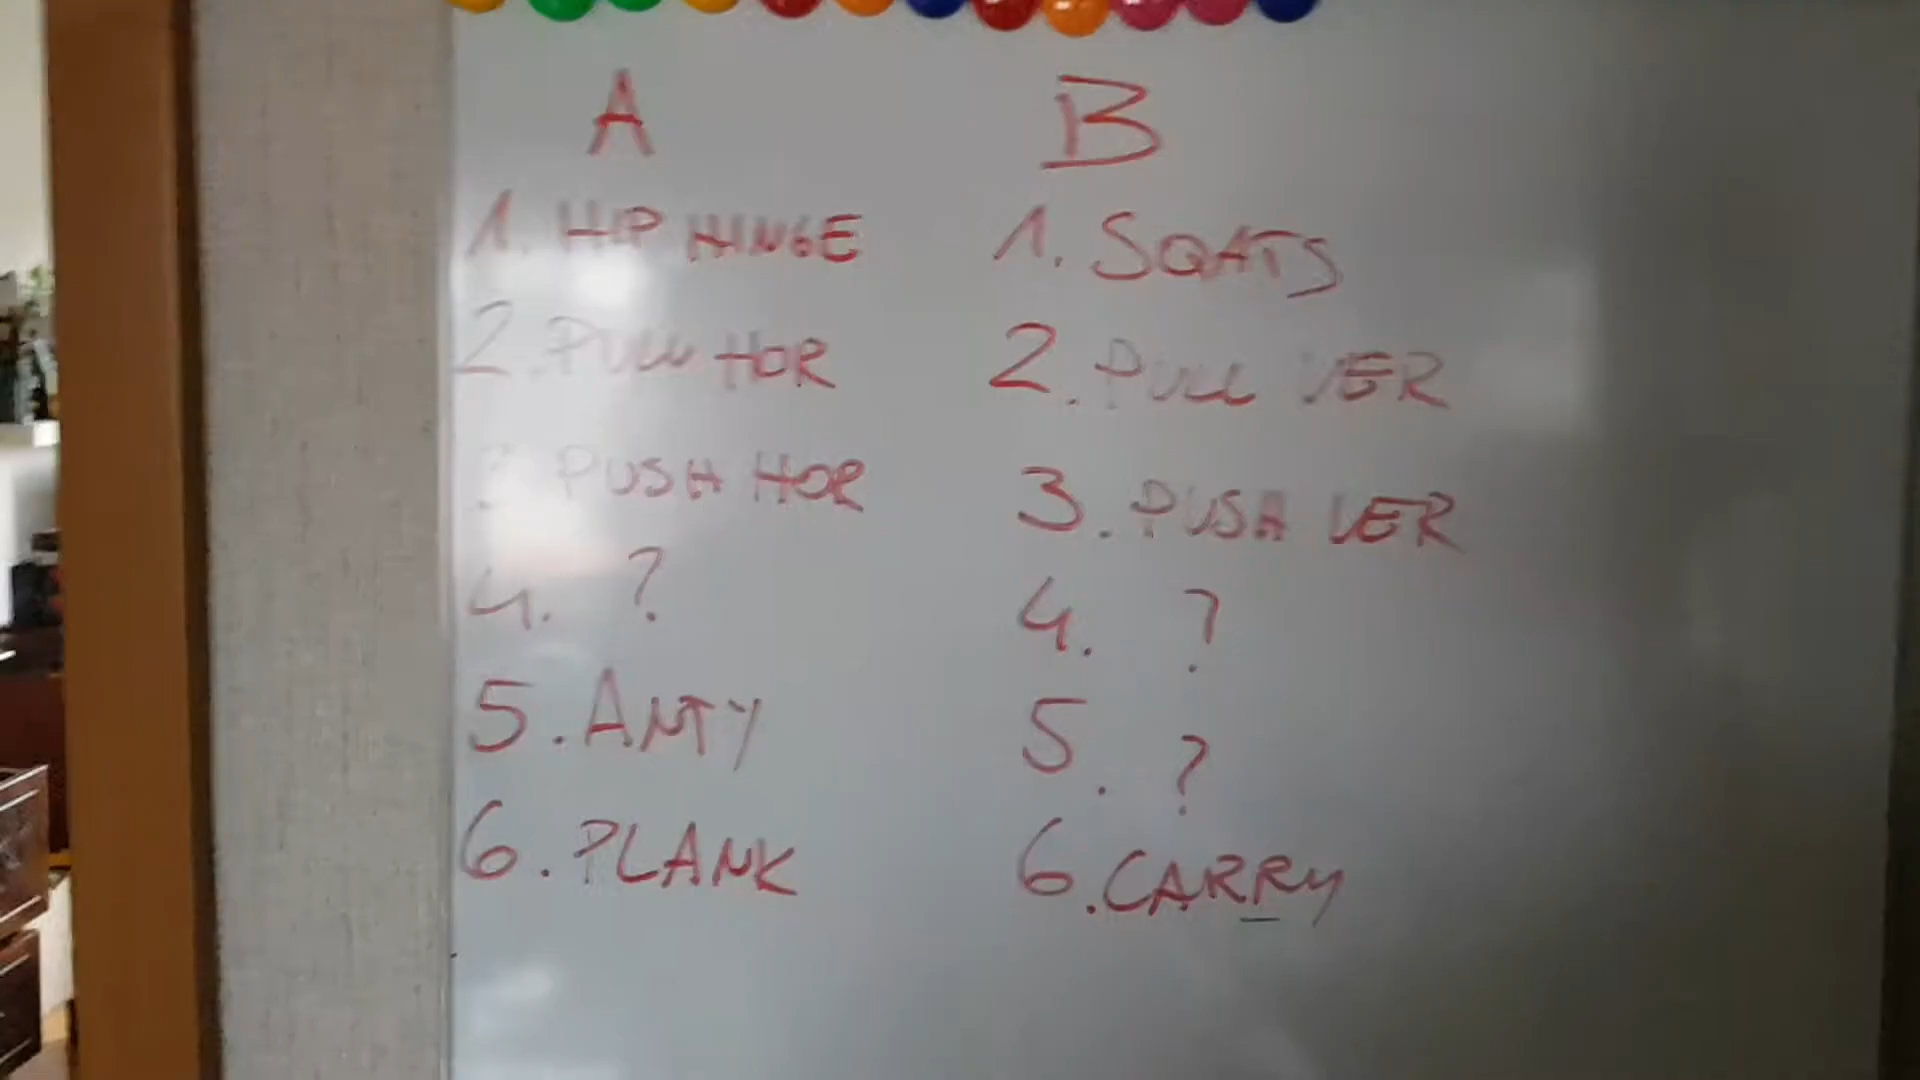 A
1. HIP HINGE
2. PULL HOR
3 PUSH HOR
4. ?
5. ANTY
6. PLANK
B
1. SQATS
2. PULL VER
3. PUSH VER
4. ?
5. ?
6. CARRY